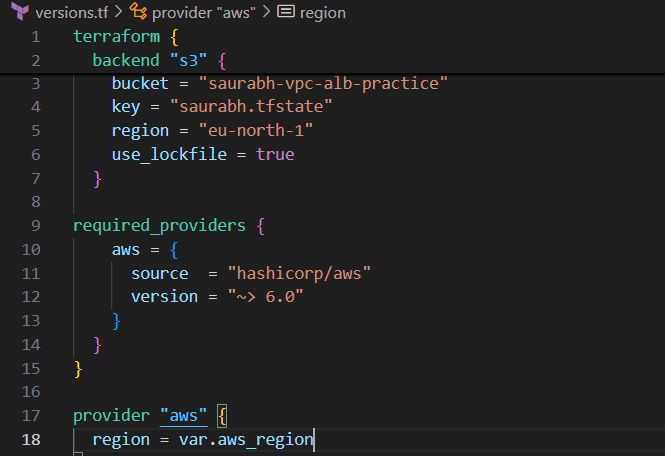 versions.tf > provider "aws" > region
1 terraform {
2 backend "s3" {
3 bucket = "saurabh-vpc-alb-practice"
4 key = "saurabh.tfstate"
5 region = "eu-north-1"
6 use_lockfile = true
7 }
8
9 required_providers {
10 aws = {
11 source  = "hashicorp/aws"
12 version = "~> 6.0"
13 }
14 }
15 }
16
17 provider "aws" {
18 region = var.aws_region